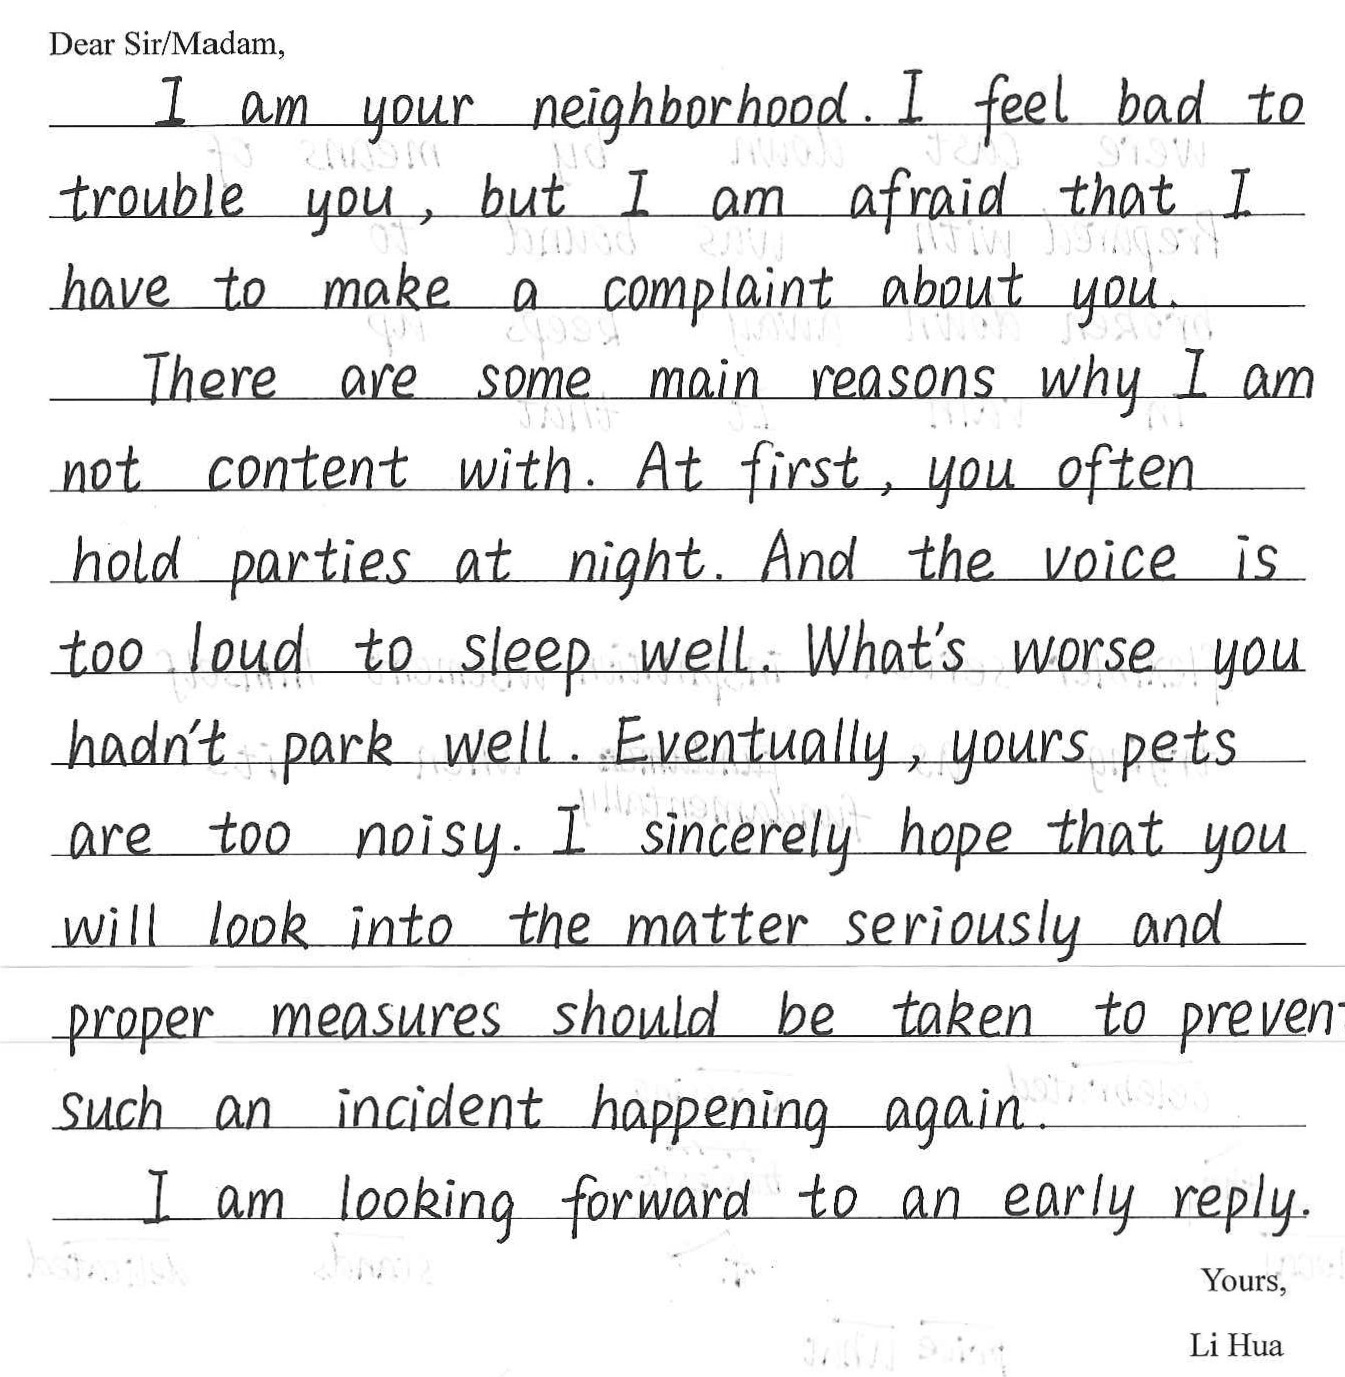 Dear Sir/Madam,
I am your neighborhood. I feel bad to
trouble you, but I am afraid that I
have to make a complaint about you.
There are some main reasons why I am
not content with. At first, you often
hold parties at night. And the voice is
too loud to sleep well. What's worse you
hadn't park well. Eventually, yours pets
are too noisy. I sincerely hope that you
will look into the matter seriously and
proper measures should be taken to prevent
such an incident happening again.
I am looking forward to an early reply.
Yours,
Li Hua